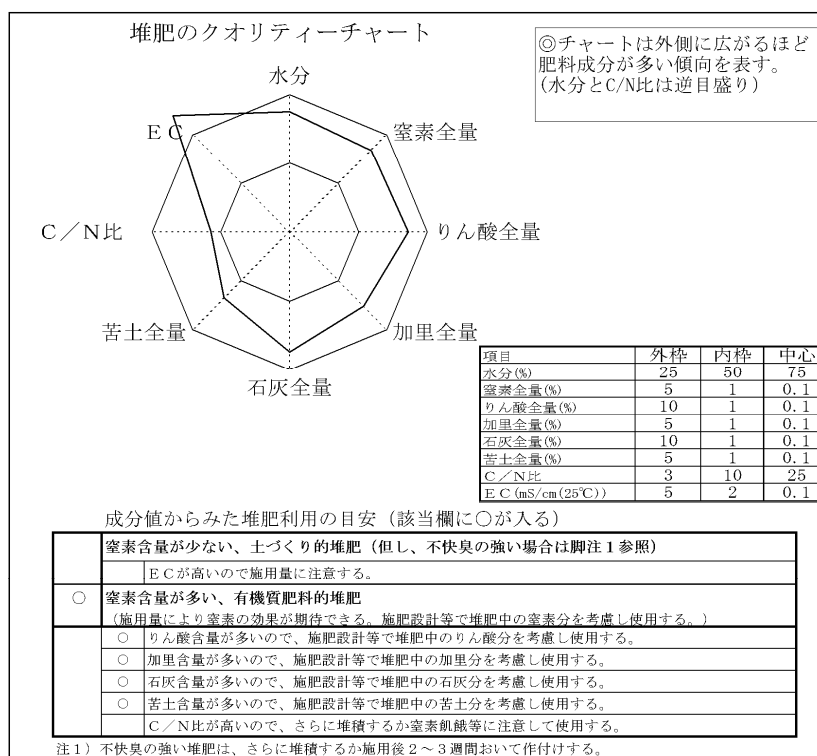 堆肥のクオリティーチャート
◎チャートは外側に広がるほど
肥料成分が多い傾向を表す。
(水分とC/N比は逆目盛り)
水分
EC
窒素全量
C/N比
りん酸全量
苦土全量
加里全量
石灰全量
項目 外枠 内枠 中心
水分(%) 25 50 75
窒素全量(%) 5 1 0.1
りん酸全量(%) 10 1 0.1
加里全量(%) 5 1 0.1
石灰全量(%) 10 1 0.1
苦土全量(%) 5 1 0.1
C/N比 3 10 25
EC(mS/cm(25℃)) 5 2 0.1
成分値からみた堆肥利用の目安(該当欄に○が入る)
窒素含量が少ない、土づくり的堆肥(但し、不快臭の強い場合は脚注1参照)
ECが高いので施用量に注意する。
○ 窒素含量が多い、有機質肥料的堆肥
(施用量により窒素の効果が期待できる。施肥設計等で堆肥中の窒素分を考慮し使用する。)
○ りん酸含量が多いので、施肥設計等で堆肥中のりん酸分を考慮し使用する。
○ 加里含量が多いので、施肥設計等で堆肥中の加里分を考慮し使用する。
○ 石灰含量が多いので、施肥設計等で堆肥中の石灰分を考慮し使用する。
○ 苦土含量が多いので、施肥設計等で堆肥中の苦土分を考慮し使用する。
C/N比が高いので、さらに堆積するか窒素飢餓等に注意して使用する。
注1)不快臭の強い堆肥は、さらに堆積するか施用後2~3週間おいて作付けする。